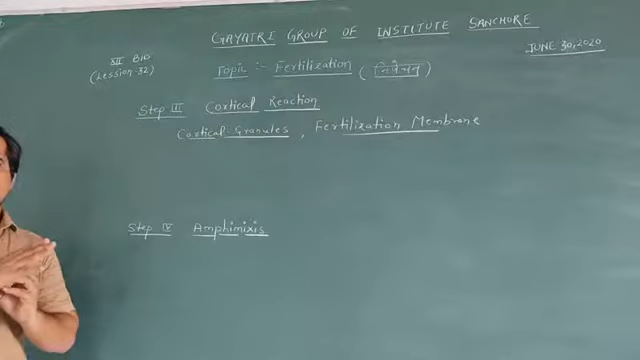 GAYATRI GROUP OF INSTITUTE SANCHORE
JUNE 30, 2020
XII BIO
(Lession-32)
Topic :- Fertilization (निषेचन)
Step III Cortical Reaction
Cortical Granules, Fertilization Membrane
Step IV Amphimixis